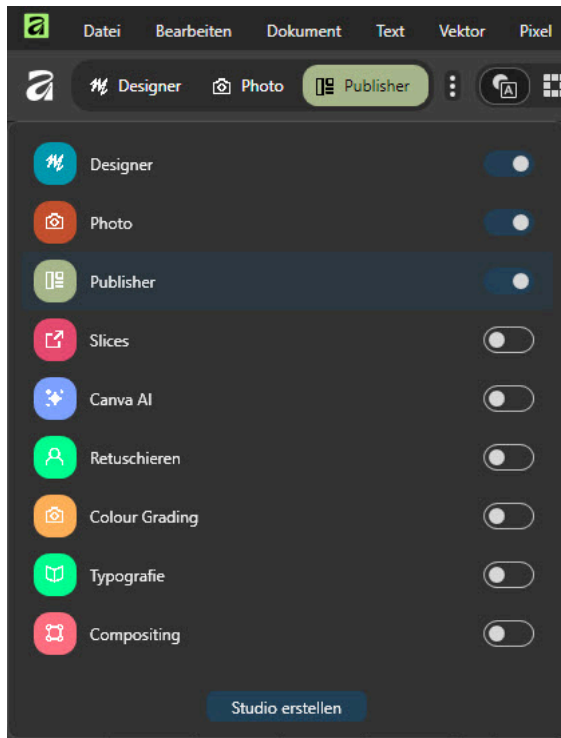 Datei Bearbeiten Dokument Text Vektor Pixel
Designer Photo Publisher
Designer
Photo
Publisher
Slices
Canva AI
Retuschieren
Colour Grading
Typografie
Compositing
Studio erstellen